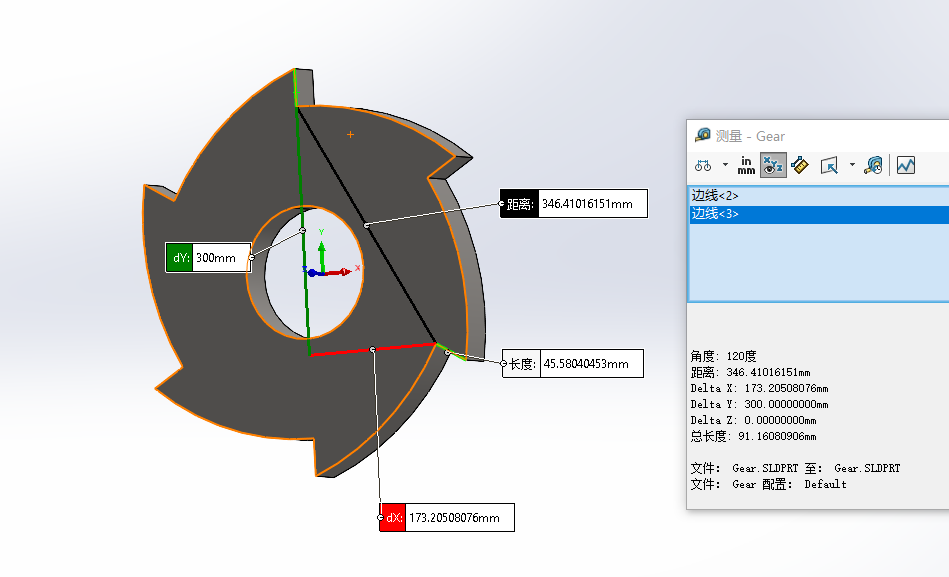 测量 - Gear
in
mm
边线<2>
边线<3>
距离: 346.41016151mm
Y
dY: 300mm
X
长度: 45.58040453mm
角度: 120度
距离: 346.41016151mm
Delta X: 173.20508076mm
Delta Y: 300.00000000mm
Delta Z: 0.00000000mm
总长度: 91.16080906mm
文件: Gear.SLDPRT 至: Gear.SLDPRT
文件: Gear 配置: Default
dX: 173.20508076mm